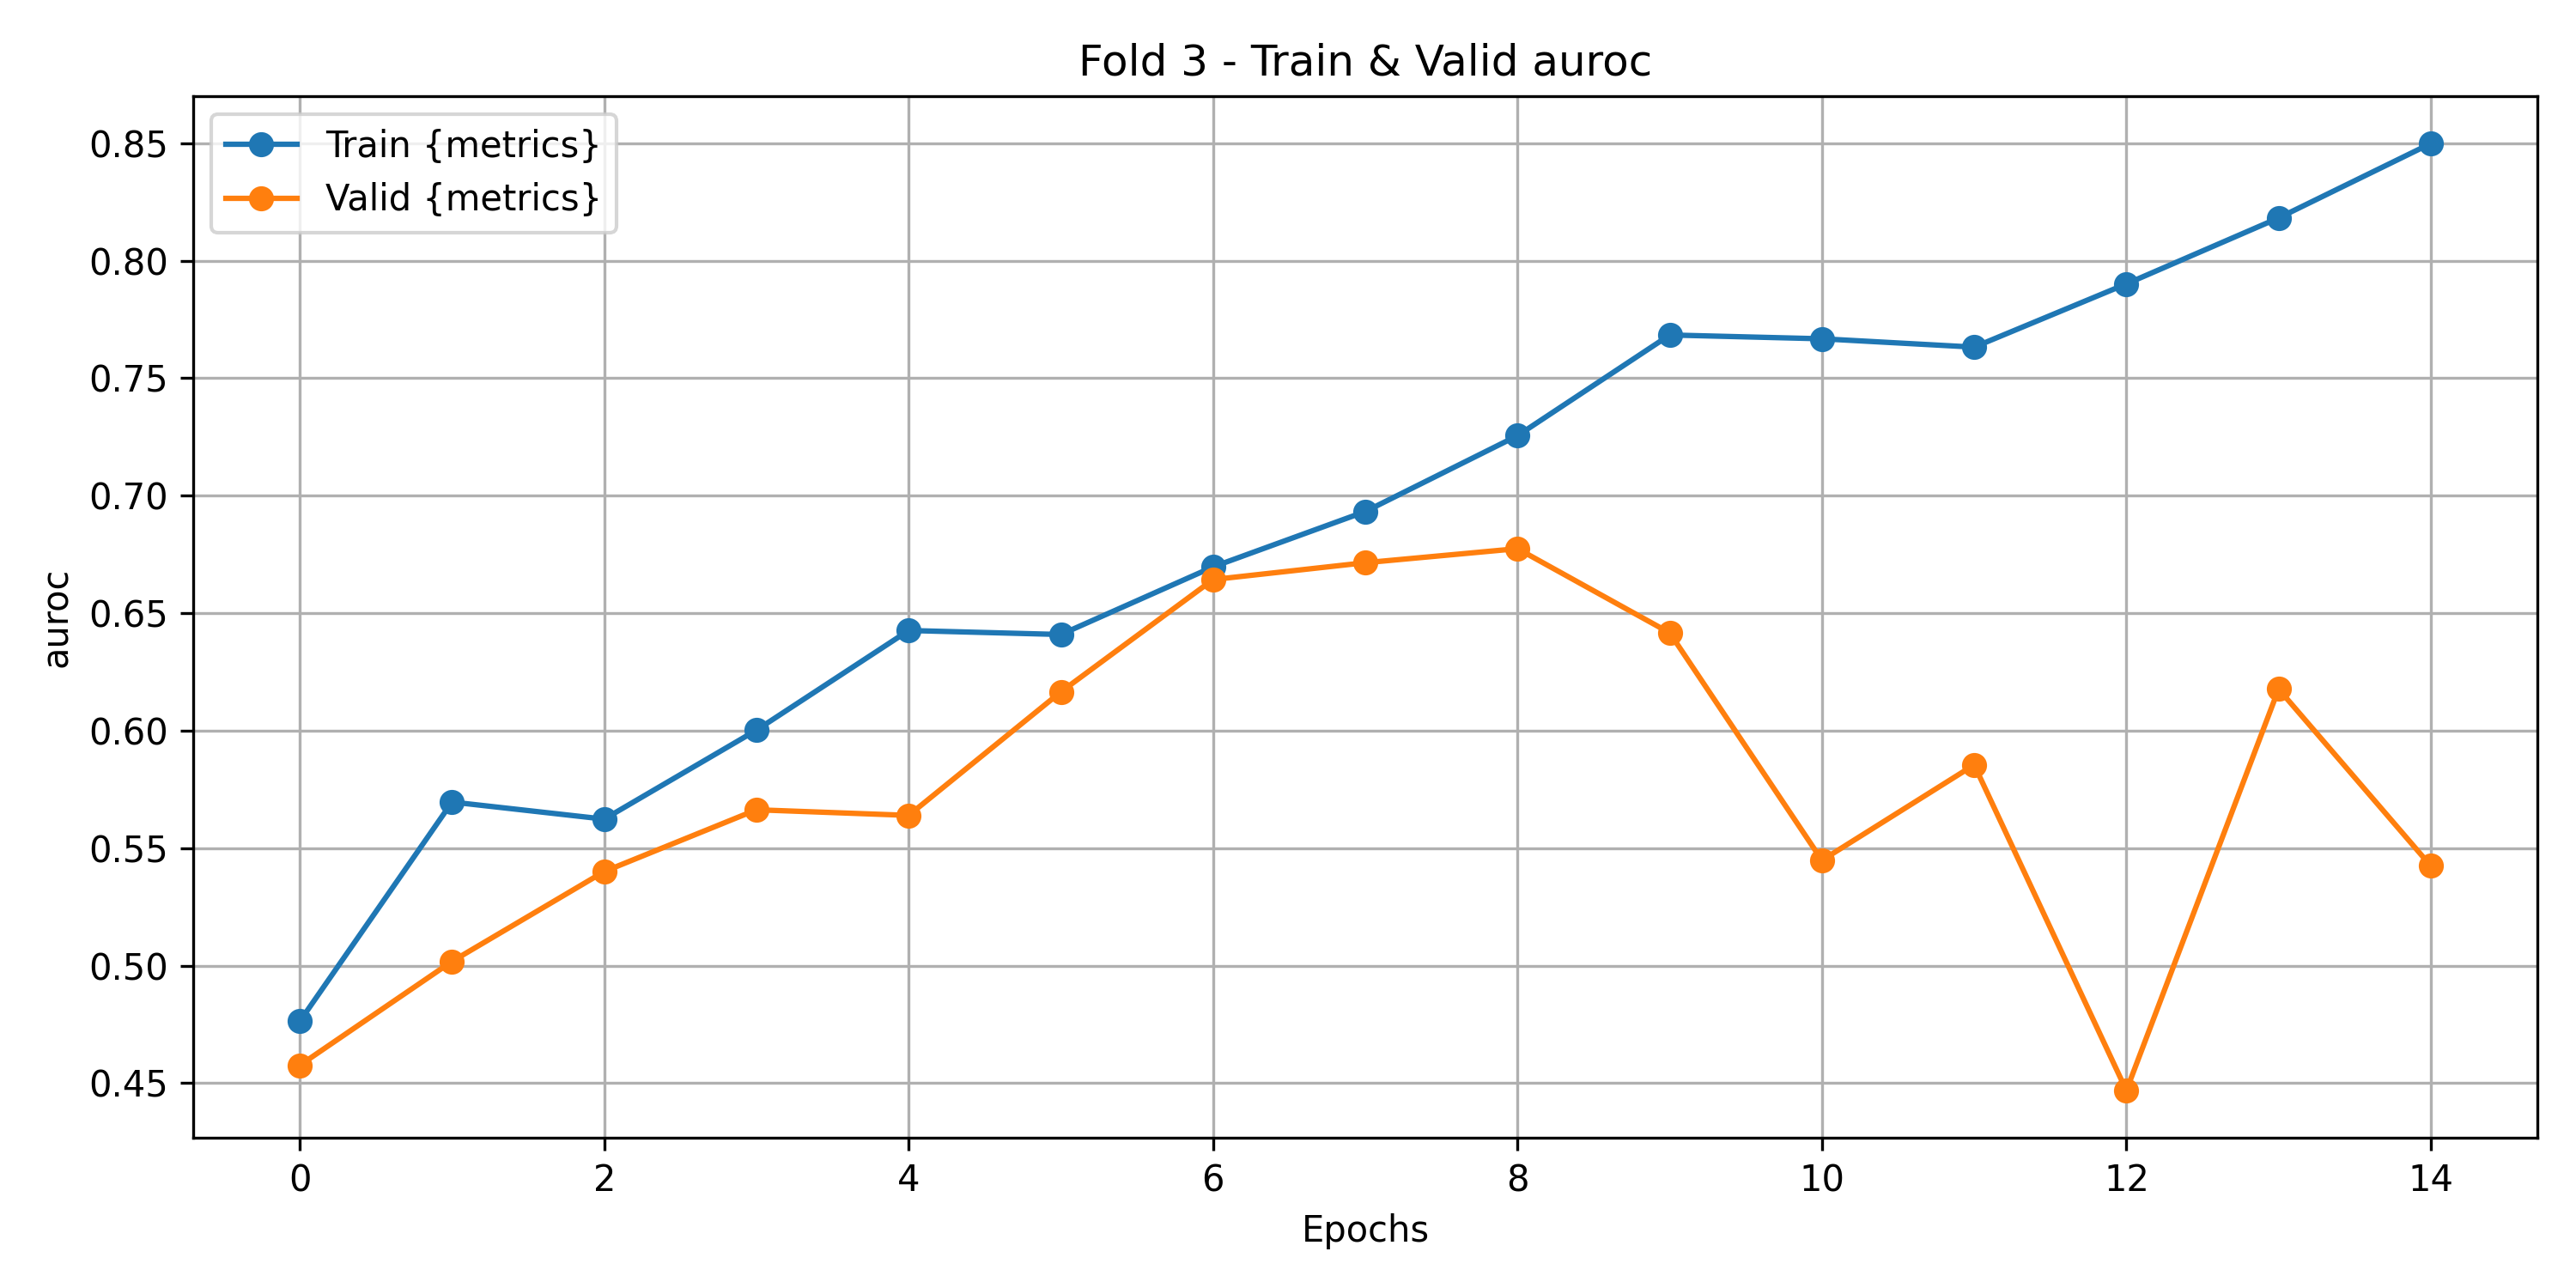 Fold 3 - Train & Valid auroc
Train {metrics}
Valid {metrics}
0.85
0.80
0.75
0.70
0.65
0.60
0.55
0.50
0.45
auroc
0 2 4 6 8 10 12 14
Epochs